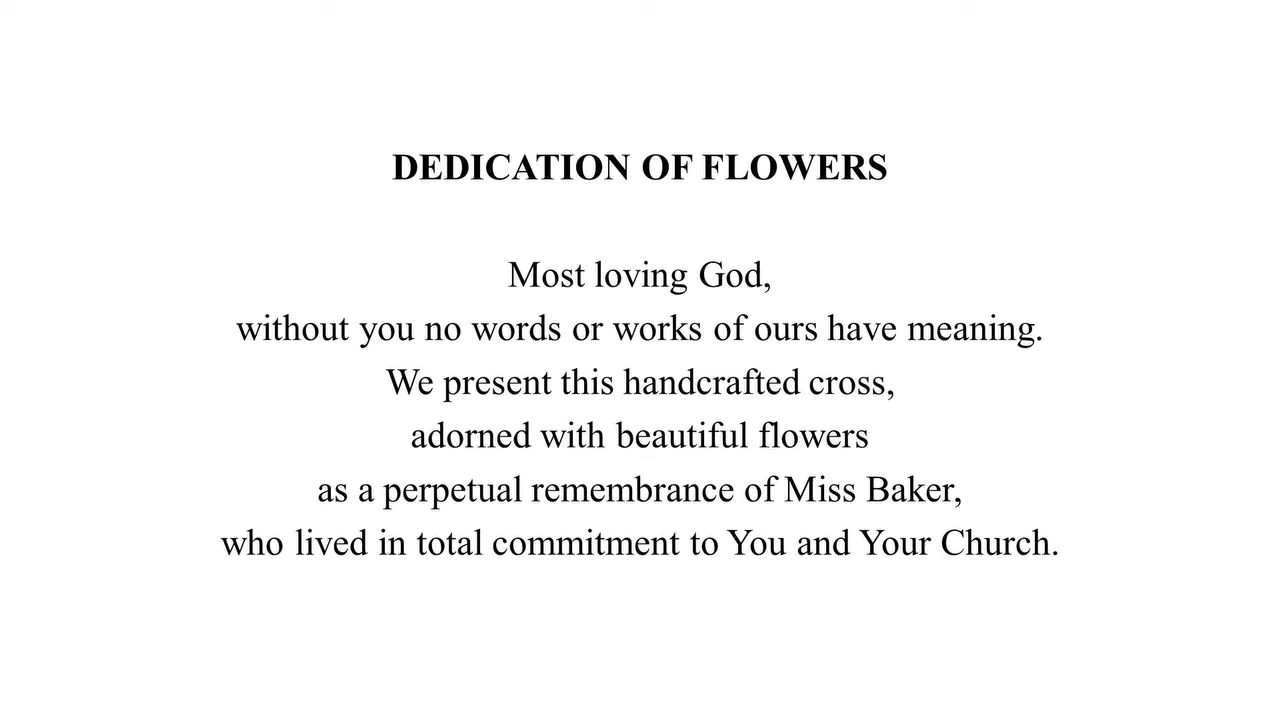 DEDICATION OF FLOWERS
Most loving God,
without you no words or works of ours have meaning.
We present this handcrafted cross,
adorned with beautiful flowers
as a perpetual remembrance of Miss Baker,
who lived in total commitment to You and Your Church.